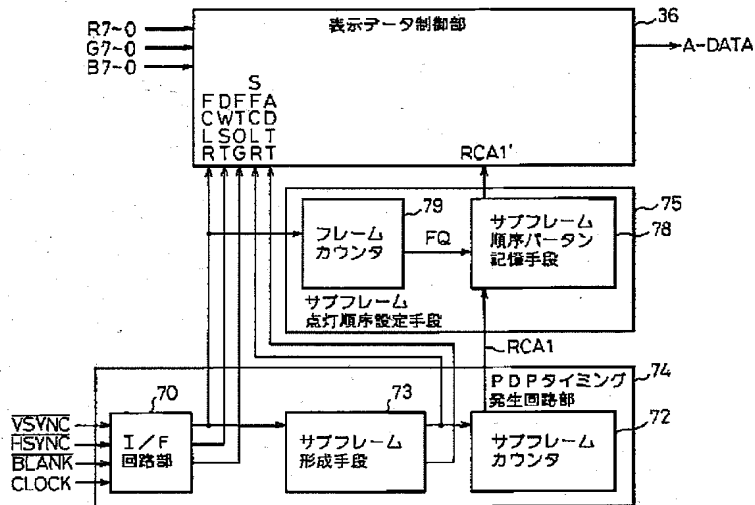 R7~0
G7~0
B7~0
表示データ制御部
36
A-DATA
FCLR
DWST
FTOG
SFCLR
ADTT
RCA1'
79
フレーム
カウンタ
FQ
サブフレーム
順序パータン
記憶手段
75
78
サブフレーム
点灯順序設定手段
RCA1
PDPタイミング
発生回路部
74
VSYNC
HSYNC
BLANK
CLOCK
70
I/F
回路部
73
サブフレーム
形成手段
72
サブフレーム
カウンタ